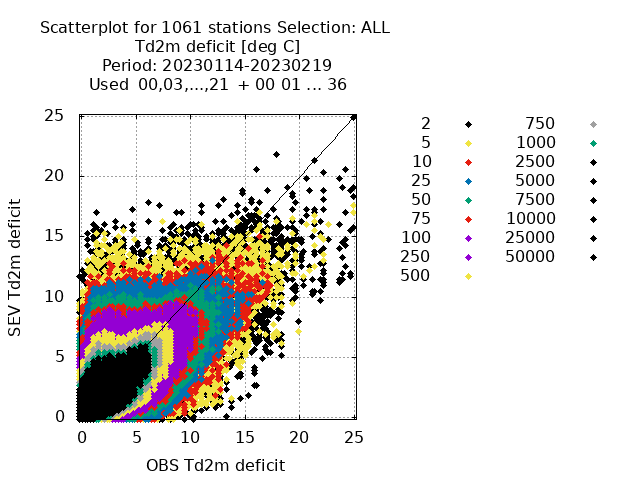 Scatterplot for 1061 stations Selection: ALL
Td2m deficit [deg C]
Period: 20230114-20230219
Used 00,03,...,21 + 00 01 ... 36
25
20
15
10
5
0
SEV Td2m deficit
0 5 10 15 20 25
OBS Td2m deficit
2 750
5 1000
10 2500
25 5000
50 7500
75 10000
100 25000
250 50000
500